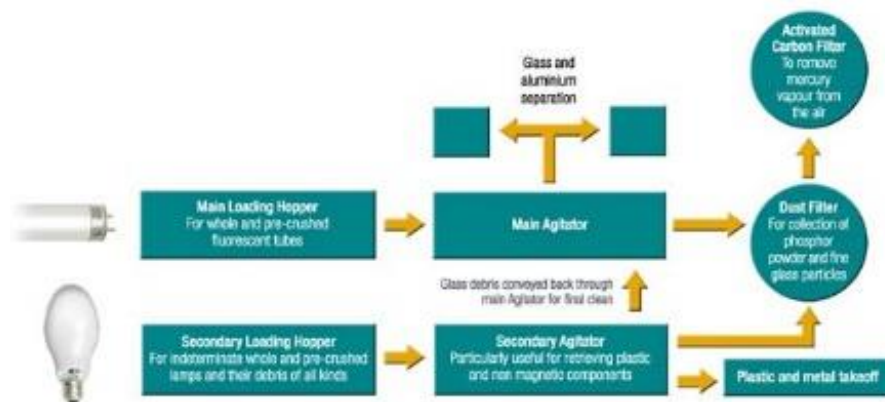 Activated
Carbon Filter
To remove
mercury
vapour from
the air
Glass and
aluminium
separation
Main Loading Hopper
For whole and pre-crushed
fluorescent tubes
Main Agitator
Dust Filter
For collection of
phosphor
powder and fine
glass particles
Glass debris conveyed back through
main Agitator for final clean
Secondary Loading Hopper
For indeterminate whole and pre-crushed
lamps and their debris of all kinds
Secondary Agitator
Particularly useful for retrieving plastic
and non magnetic components
Plastic and metal takeoff